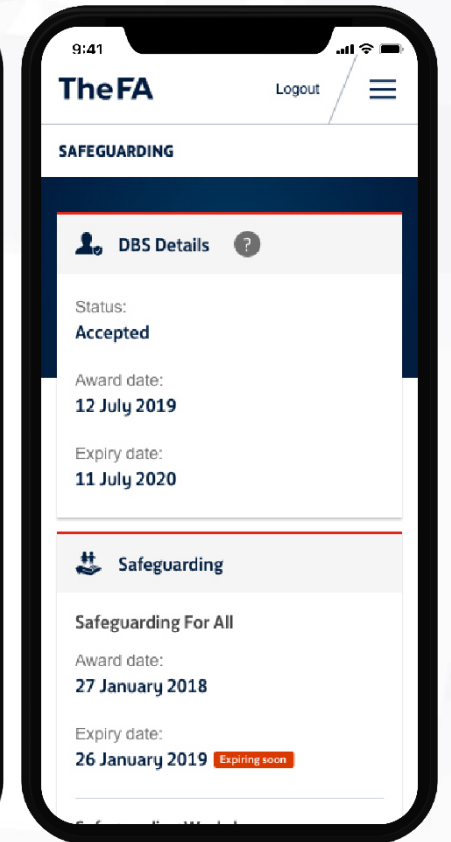 9:41
TheFA
Logout
SAFEGUARDING
DBS Details ?
Status:
Accepted
Award date:
12 July 2019
Expiry date:
11 July 2020
Safeguarding
Safeguarding For All
Award date:
27 January 2018
Expiry date:
26 January 2019 Expiring soon